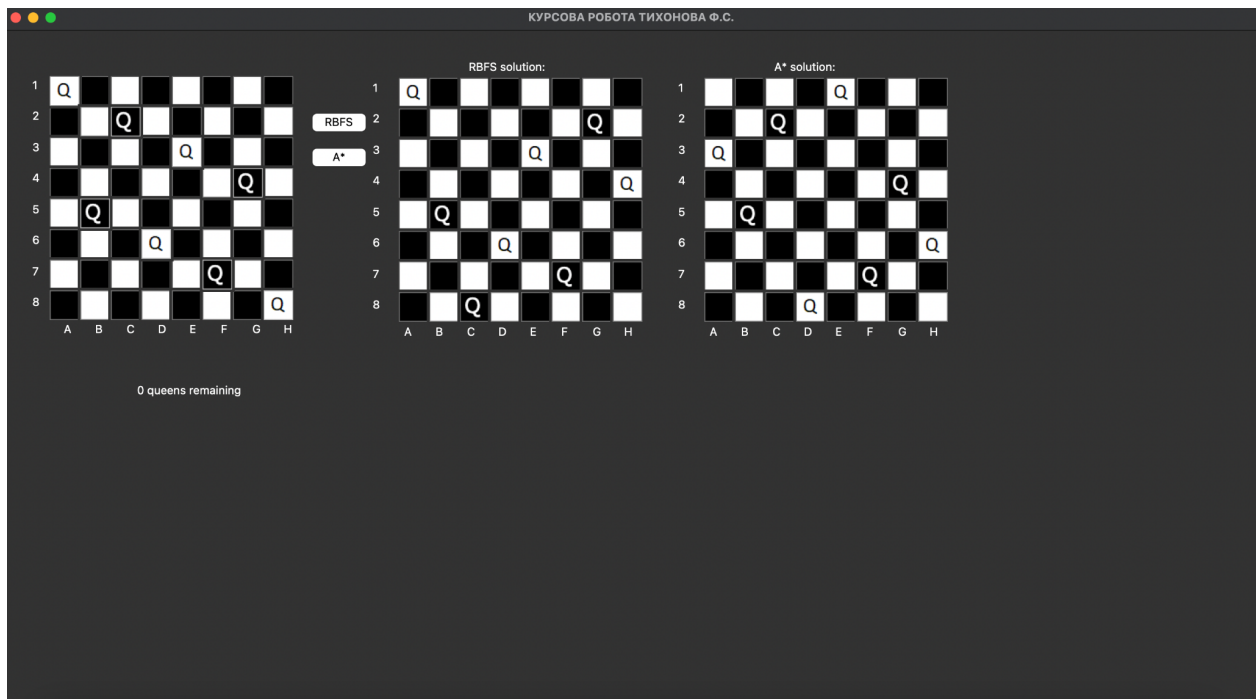 КУРСОВА РОБОТА ТИХОНОВА Ф.С.
RBFS solution:
A* solution:
1 Q
2 Q
3 Q
4 Q
5 Q
6 Q
7 Q
8 Q
A B C D E F G H
RBFS
A*
1 Q
2 Q
3 Q
4 Q
5 Q
6 Q
7 Q
8 Q
A B C D E F G H
1 Q
2 Q
3 Q
4 Q
5 Q
6 Q
7 Q
8 Q
A B C D E F G H
0 queens remaining